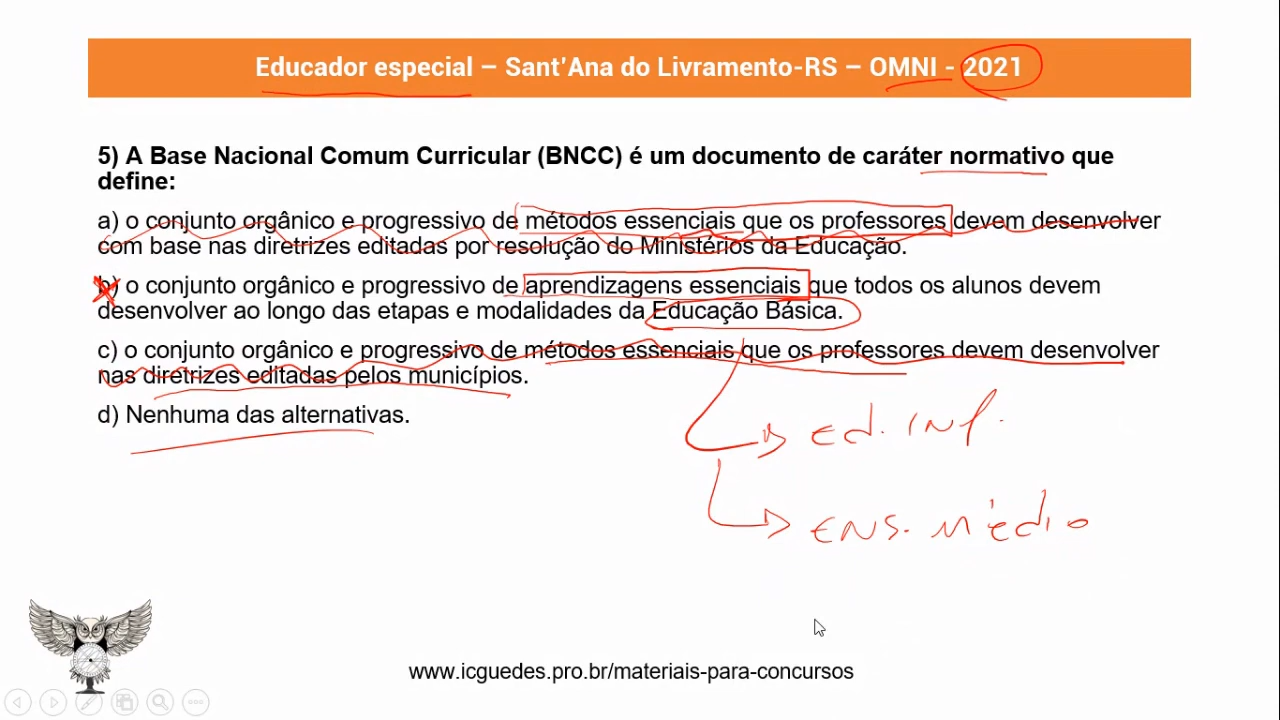 Educador especial – Sant'Ana do Livramento-RS – OMNI - 2021
5) A Base Nacional Comum Curricular (BNCC) é um documento de caráter normativo que
define:
a) o conjunto orgânico e progressivo de métodos essenciais que os professores devem desenvolver
com base nas diretrizes editadas por resolução do Ministérios da Educação.
b) o conjunto orgânico e progressivo de aprendizagens essenciais que todos os alunos devem
desenvolver ao longo das etapas e modalidades da Educação Básica.
c) o conjunto orgânico e progressivo de métodos essenciais que os professores devem desenvolver
nas diretrizes editadas pelos municípios.
d) Nenhuma das alternativas.
ed. inf.
ENS. Médio
www.icguedes.pro.br/materiais-para-concursos